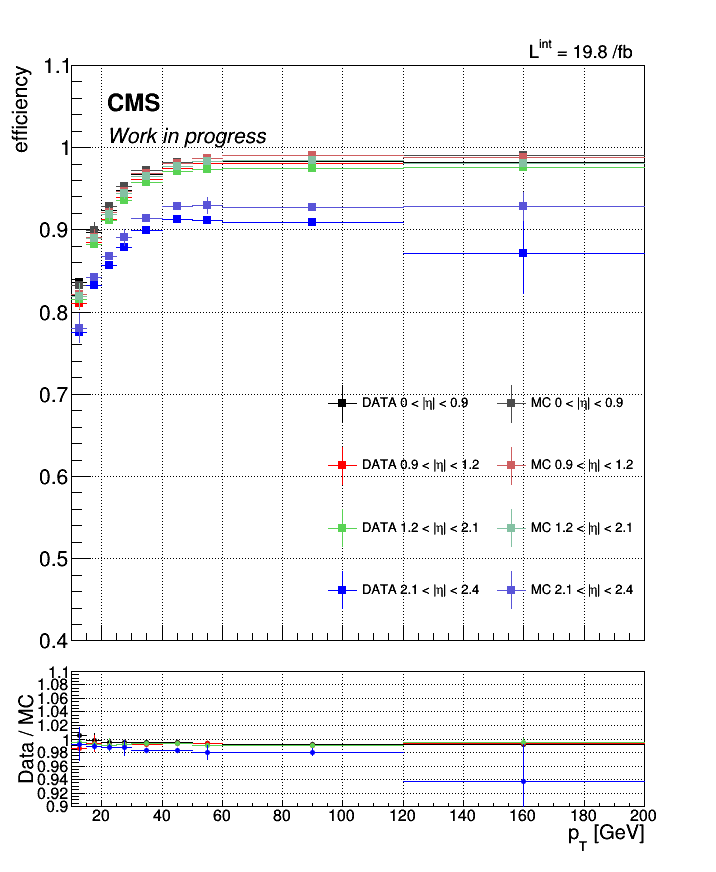 L^int = 19.8 /fb
efficiency
CMS
Work in progress
1.1
1
0.9
0.8
0.7
0.6
0.5
0.4
DATA 0 < |η| < 0.9
MC 0 < |η| < 0.9
DATA 0.9 < |η| < 1.2
MC 0.9 < |η| < 1.2
DATA 1.2 < |η| < 2.1
MC 1.2 < |η| < 2.1
DATA 2.1 < |η| < 2.4
MC 2.1 < |η| < 2.4
Data / MC
1.1
1.08
1.06
1.04
1.02
1
0.98
0.96
0.94
0.92
0.9
20 40 60 80 100 120 140 160 180 200
p_T [GeV]